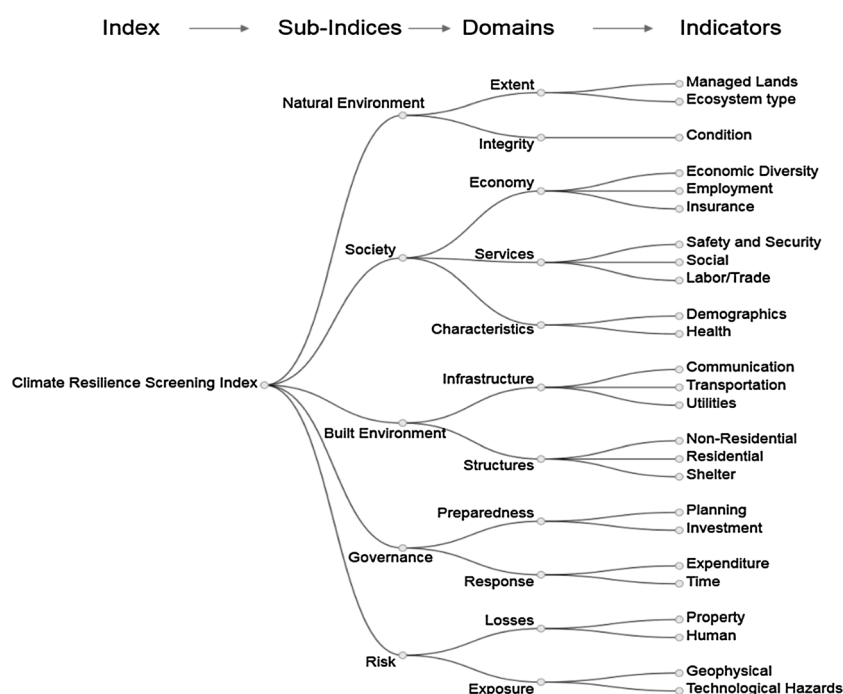 Index
Sub-Indices
Domains
Indicators
Climate Resilience Screening Index
Natural Environment
Extent
Managed Lands
Ecosystem type
Integrity
Condition
Society
Economy
Economic Diversity
Employment
Insurance
Services
Safety and Security
Social
Labor/Trade
Characteristics
Demographics
Health
Built Environment
Infrastructure
Communication
Transportation
Utilities
Structures
Non-Residential
Residential
Shelter
Governance
Preparedness
Planning
Investment
Response
Expenditure
Time
Risk
Losses
Property
Human
Exposure
Geophysical
Technological Hazards